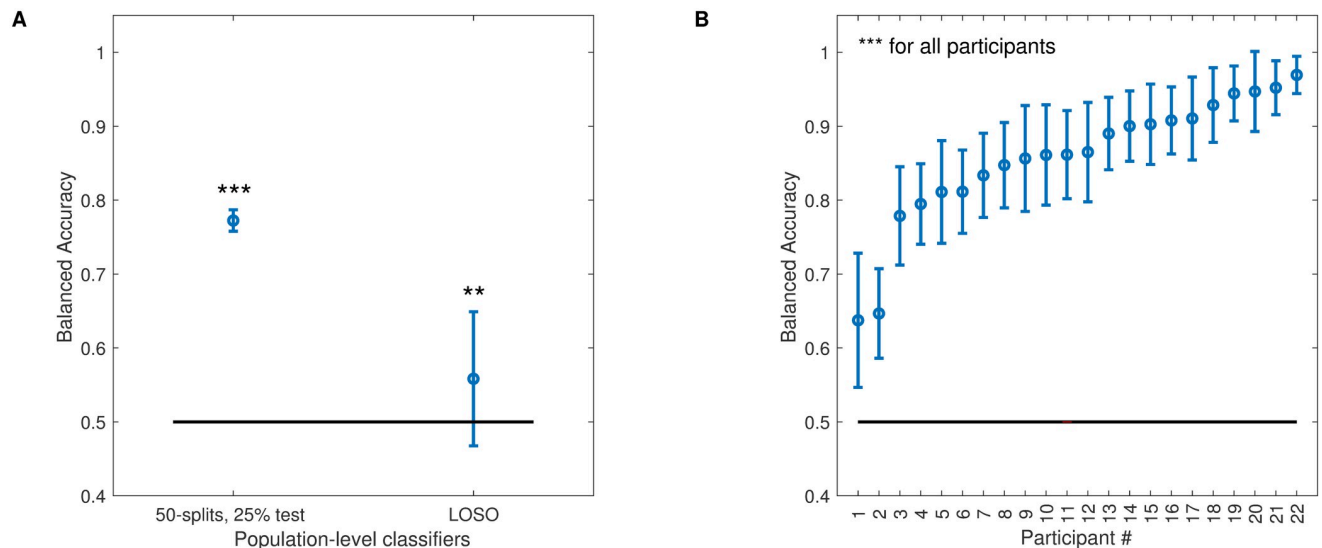 A
1
0.9
0.8
0.7
0.6
0.5
0.4
Balanced Accuracy
***
**
50-splits, 25% test
LOSO
Population-level classifiers
B
*** for all participants
1
0.9
0.8
0.7
0.6
0.5
0.4
Balanced Accuracy
1 2 3 4 5 6 7 8 9 10 11 12 13 14 15 16 17 18 19 20 21 22
Participant #